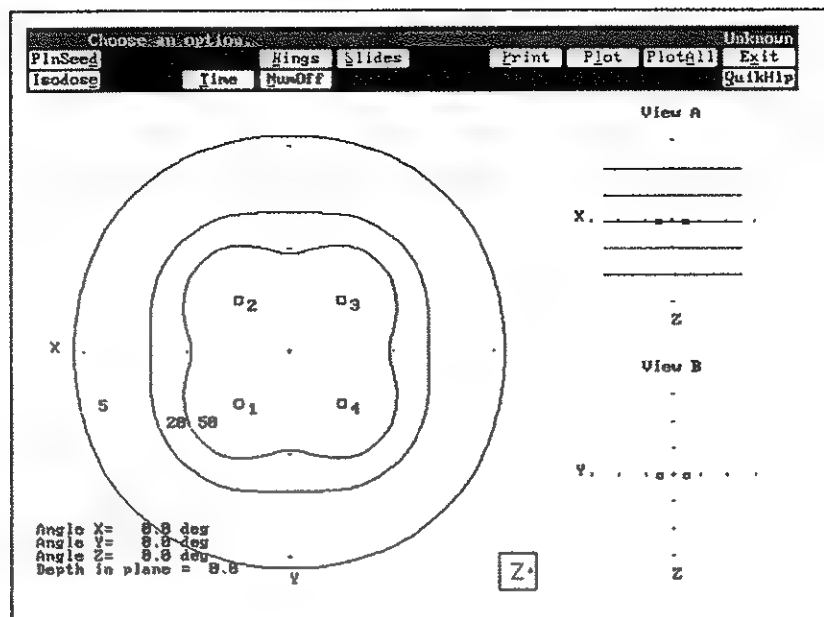 Choose an option. Unknown
PlnSeed Rings Slides Print Plot PlotAll Exit
Isodose Time NumOff QuikHlp
View A
X
Z
View B
Y
Z
2 3
X
1 4
5 20 50
Angle X= 0.0 deg
Angle Y= 0.0 deg
Angle Z= 0.0 deg
Depth in plane = 0.0
Y
Z